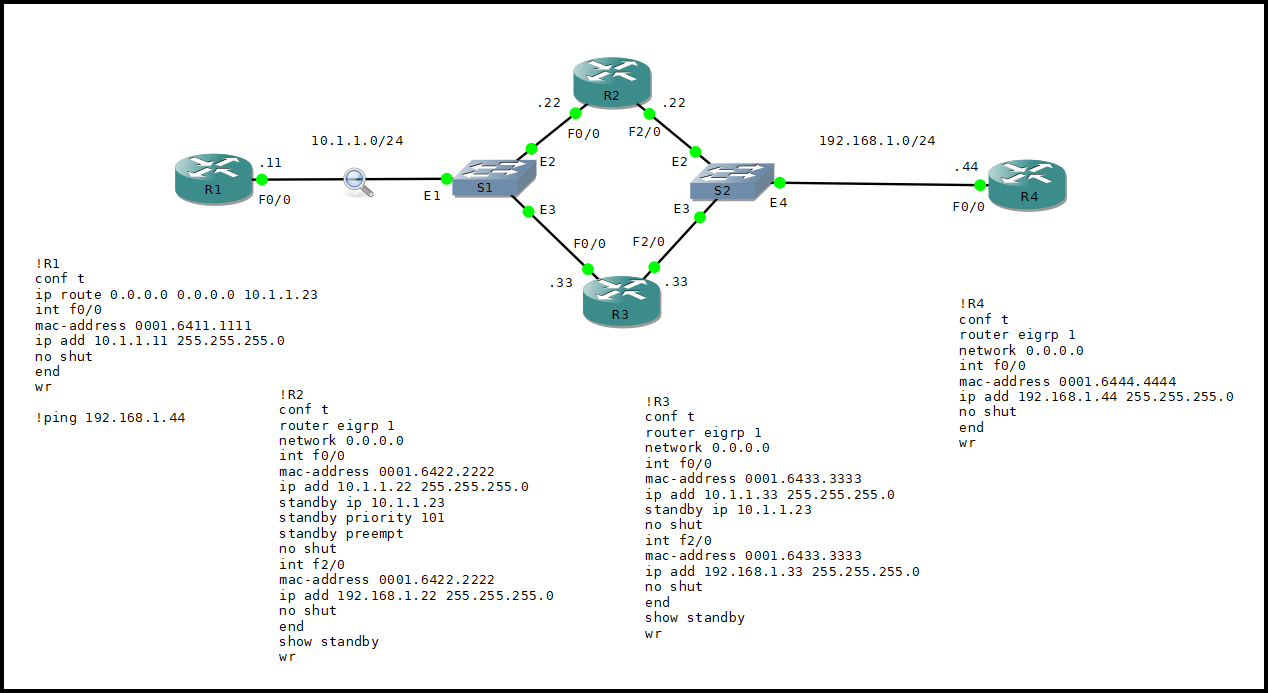 R2
.22
.22
F0/0
F2/0
10.1.1.0/24
192.168.1.0/24
.11
E2
E2
.44
R1
S1
S2
R4
F0/0
E1
E3
E3
E4
F0/0
F0/0
F2/0
.33
.33
R3
!R1
conf t
ip route 0.0.0.0 0.0.0.0 10.1.1.23
int f0/0
mac-address 0001.6411.1111
ip add 10.1.1.11 255.255.255.0
no shut
end
wr
!ping 192.168.1.44
!R2
conf t
router eigrp 1
network 0.0.0.0
int f0/0
mac-address 0001.6422.2222
ip add 10.1.1.22 255.255.255.0
standby ip 10.1.1.23
standby priority 101
standby preempt
no shut
int f2/0
mac-address 0001.6422.2222
ip add 192.168.1.22 255.255.255.0
no shut
end
show standby
wr
!R3
conf t
router eigrp 1
network 0.0.0.0
int f0/0
mac-address 0001.6433.3333
ip add 10.1.1.33 255.255.255.0
standby ip 10.1.1.23
no shut
int f2/0
mac-address 0001.6433.3333
ip add 192.168.1.33 255.255.255.0
no shut
end
show standby
wr
!R4
conf t
router eigrp 1
network 0.0.0.0
int f0/0
mac-address 0001.6444.4444
ip add 192.168.1.44 255.255.255.0
no shut
end
wr